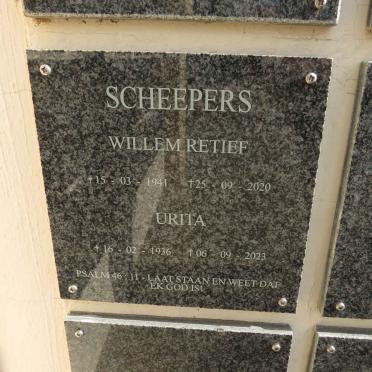 SCHEEPERS
WILLEM RETIEF
†15 - 03 - 1941 †25 - 09 - 2020
URITA
†16 - 02 - 1936 †06 - 09 - 2023
PSALM 46 : 11 - LAAT STAAN EN WEET DAT
EK GOD IS!